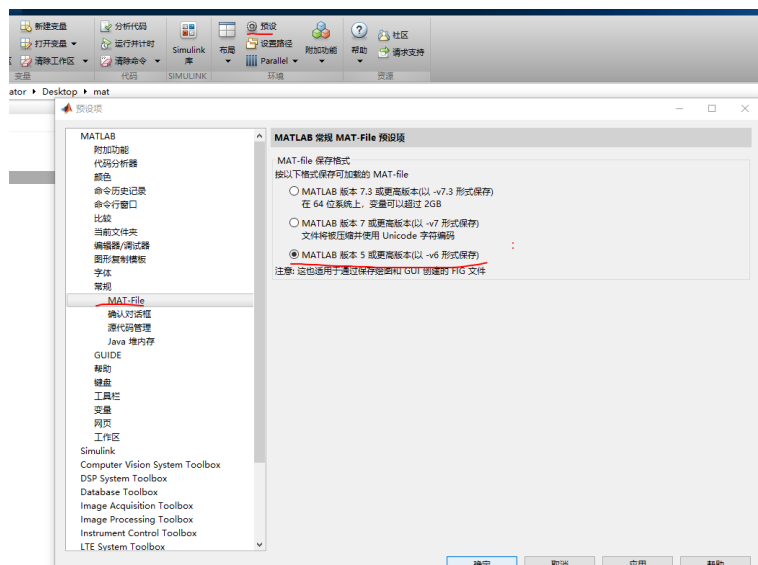 新建变量 分析代码 预设 社区
打开变量 运行并计时 Simulink 布局 设置路径 附加功能 帮助 请求支持
清除工作区 清除命令 库 Parallel
变量 代码 SIMULINK 环境 资源
ator Desktop mat
预设项
MATLAB
附加功能
代码分析器
颜色
命令历史记录
命令行窗口
比较
当前文件夹
编辑器/调试器
图形复制模板
字体
常规
MAT-File
确认对话框
源代码管理
Java 堆内存
GUIDE
帮助
键盘
工具栏
变量
网页
工作区
Simulink
Computer Vision System Toolbox
DSP System Toolbox
Database Toolbox
Image Acquisition Toolbox
Image Processing Toolbox
Instrument Control Toolbox
LTE System Toolbox
MATLAB 常规 MAT-File 预设项
MAT-file 保存格式
按以下格式保存可加载的 MAT-file
MATLAB 版本 7.3 或更高版本(以 -v7.3 形式保存)
在 64 位系统上，变量可以超过 2GB
MATLAB 版本 7 或更高版本(以 -v7 形式保存)
文件将被压缩并使用 Unicode 字符编码
MATLAB 版本 5 或更高版本(以 -v6 形式保存)
注意: 这也适用于通过保存绘图和 GUI 创建的 FIG 文件
确定 取消 应用 帮助